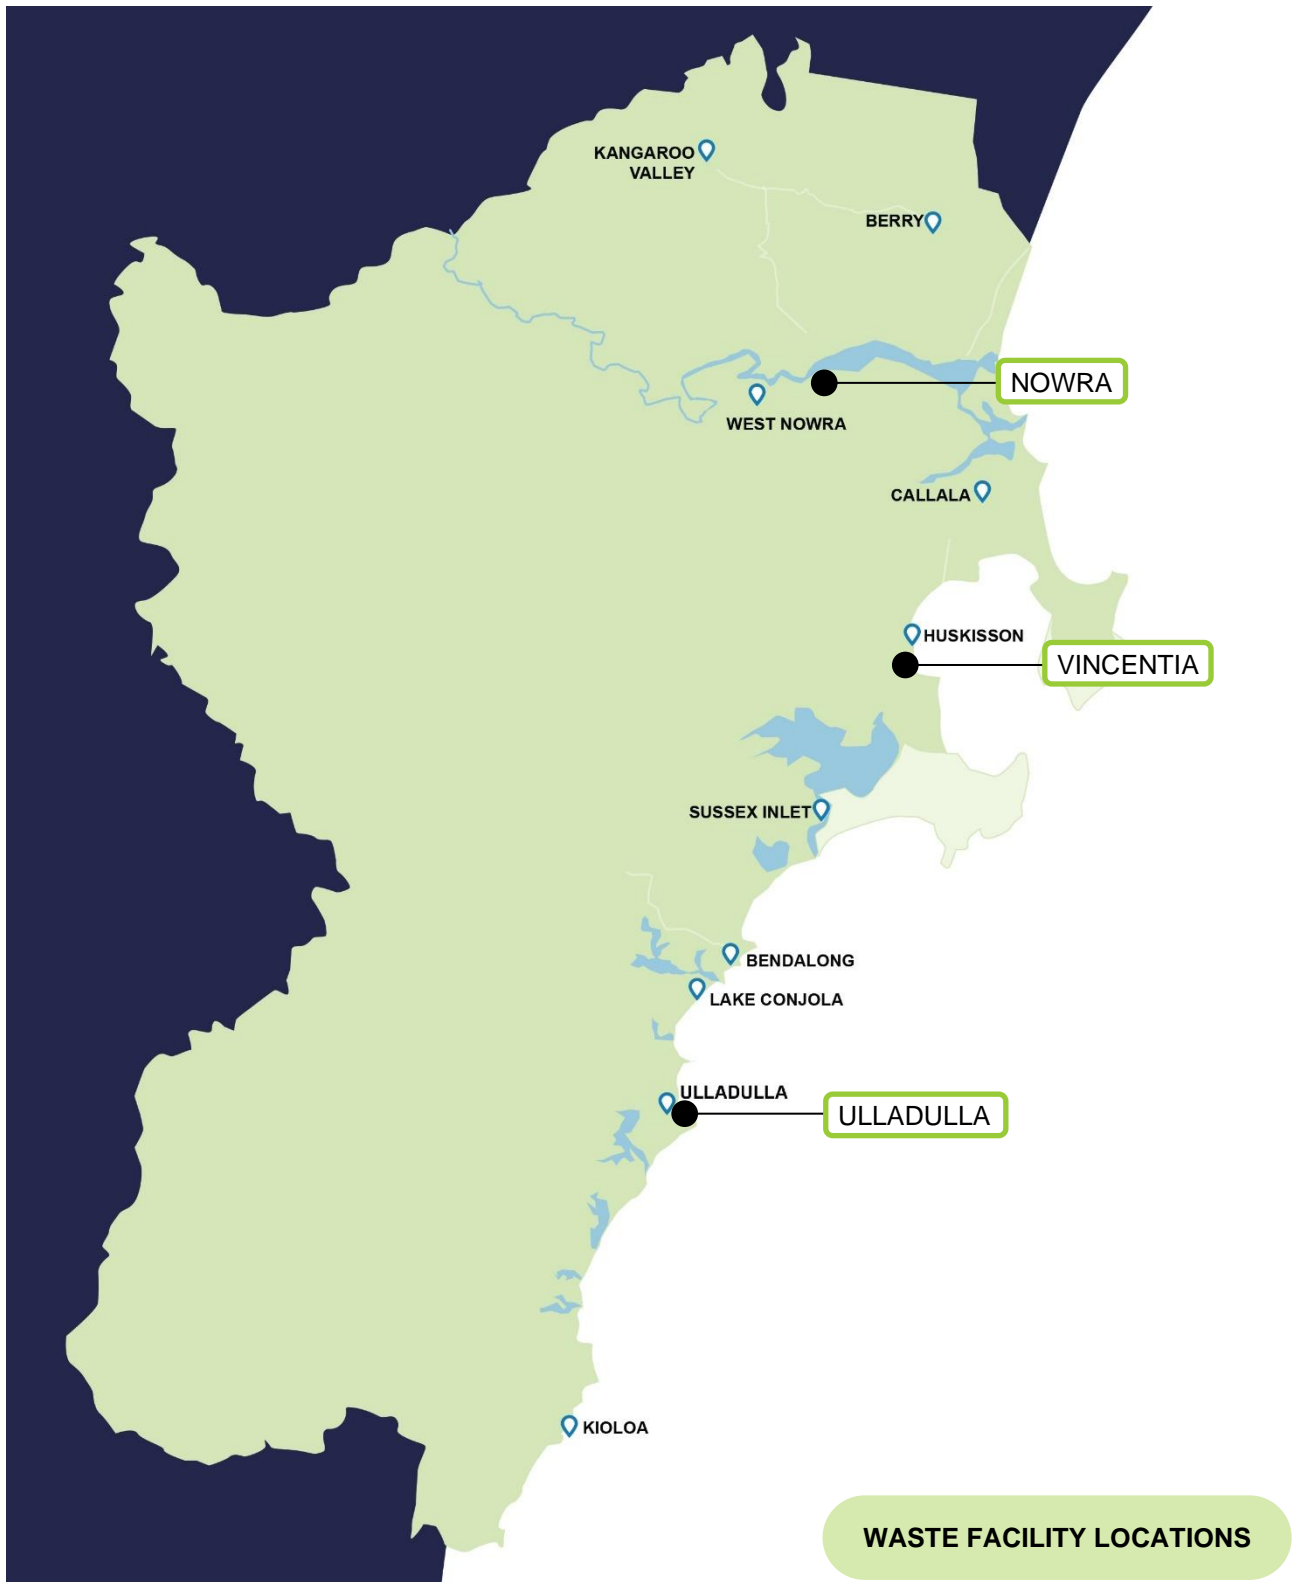 KANGAROO
VALLEY
BERRY
NOWRA
WEST NOWRA
CALLALA
HUSKISSON
VINCENTIA
SUSSEX INLET
BENDALONG
LAKE CONJOLA
ULLADULLA
ULLADULLA
KIOLOA
WASTE FACILITY LOCATIONS